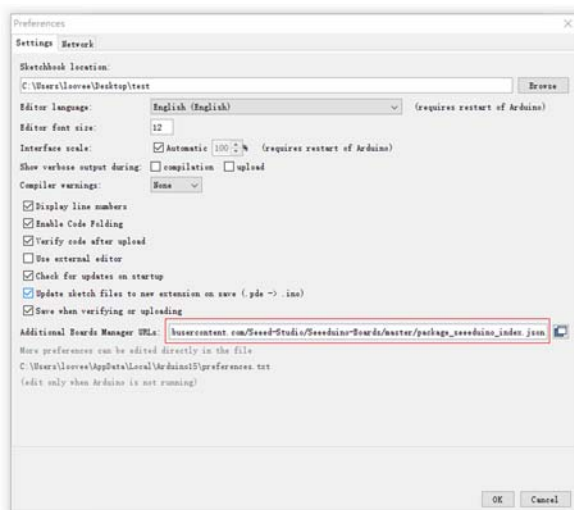 Preferences
Settings Network
Sketchbook location:
C:\Users\loovee\Desktop\test Browse
Editor language: English (English) (requires restart of Arduino)
Editor font size: 12
Interface scale: Automatic 100 % (requires restart of Arduino)
Show verbose output during: compilation upload
Compiler warnings: None
Display line numbers
Enable Code Folding
Verify code after upload
Use external editor
Check for updates on startup
Update sketch files to new extension on save (.pde -> .ino)
Save when verifying or uploading
Additional Boards Manager URLs: busercontent.com/Seeed-Studio/Seeeduino-Boards/master/package_seeeduino_index.json
More preferences can be edited directly in the file
C:\Users\loovee\AppData\Local\Arduino15\preferences.txt
(edit only when Arduino is not running)
OK Cancel